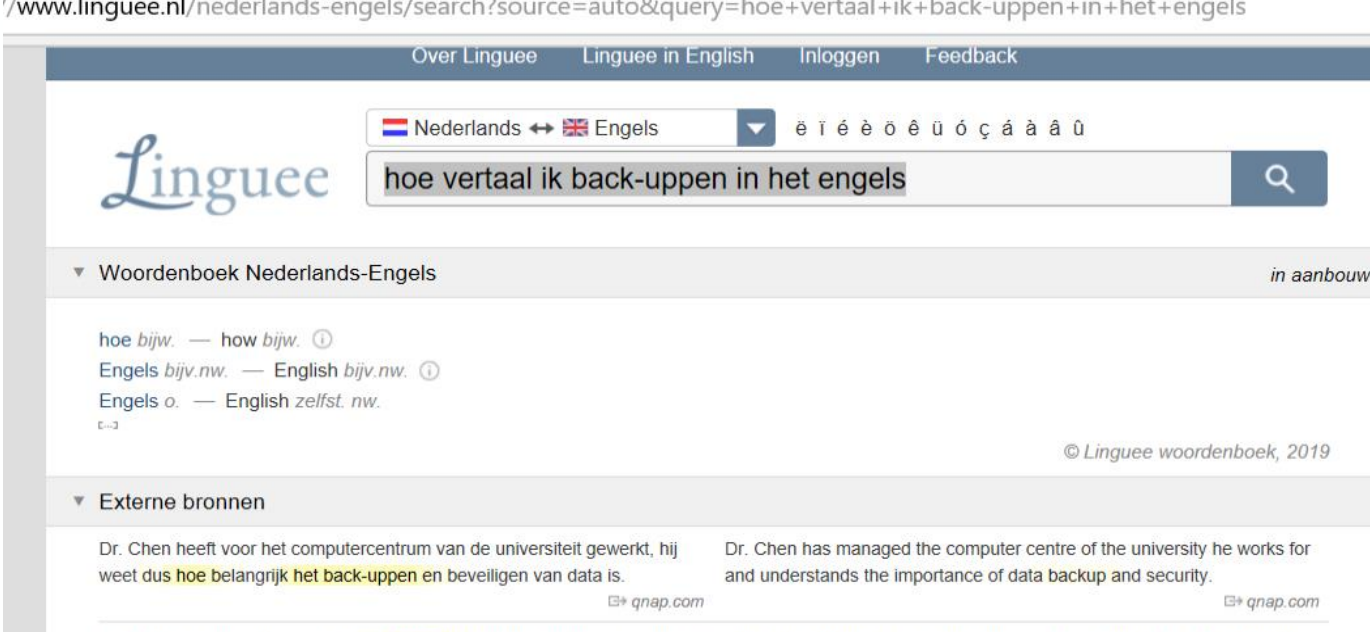 /www.linguee.nl/nederlands-engels/search?source=auto&query=hoe+vertaal+ik+back-uppen+in+het+engels
Over Linguee Linguee in English Inloggen Feedback
Nederlands ↔ Engels ë ï é è ö ê ü ó ç á à â û
Linguee
hoe vertaal ik back-uppen in het engels
Woordenboek Nederlands-Engels in aanbouw
hoe bijw. — how bijw.
Engels bijv.nw. — English bijv.nw.
Engels o. — English zelfst. nw.
[...]
© Linguee woordenboek, 2019
Externe bronnen
Dr. Chen heeft voor het computercentrum van de universiteit gewerkt, hij
weet dus hoe belangrijk het back-uppen en beveiligen van data is.
qnap.com
Dr. Chen has managed the computer centre of the university he works for
and understands the importance of data backup and security.
qnap.com